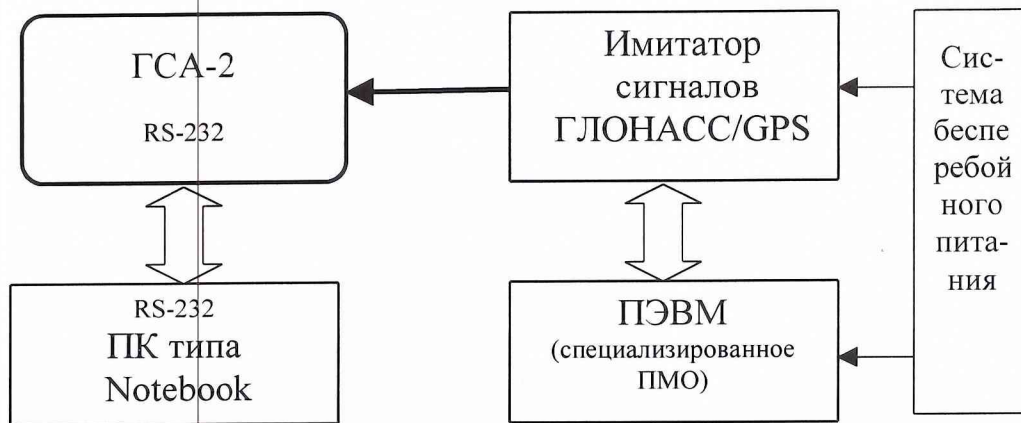 ГСА-2
RS-232
Имитатор
сигналов
ГЛОНАСС/GPS
Сис-
тема
беспе
ребой
ного
пита-
ния
RS-232
ПК типа
Notebook
ПЭВМ
(специализированное
ПМО)